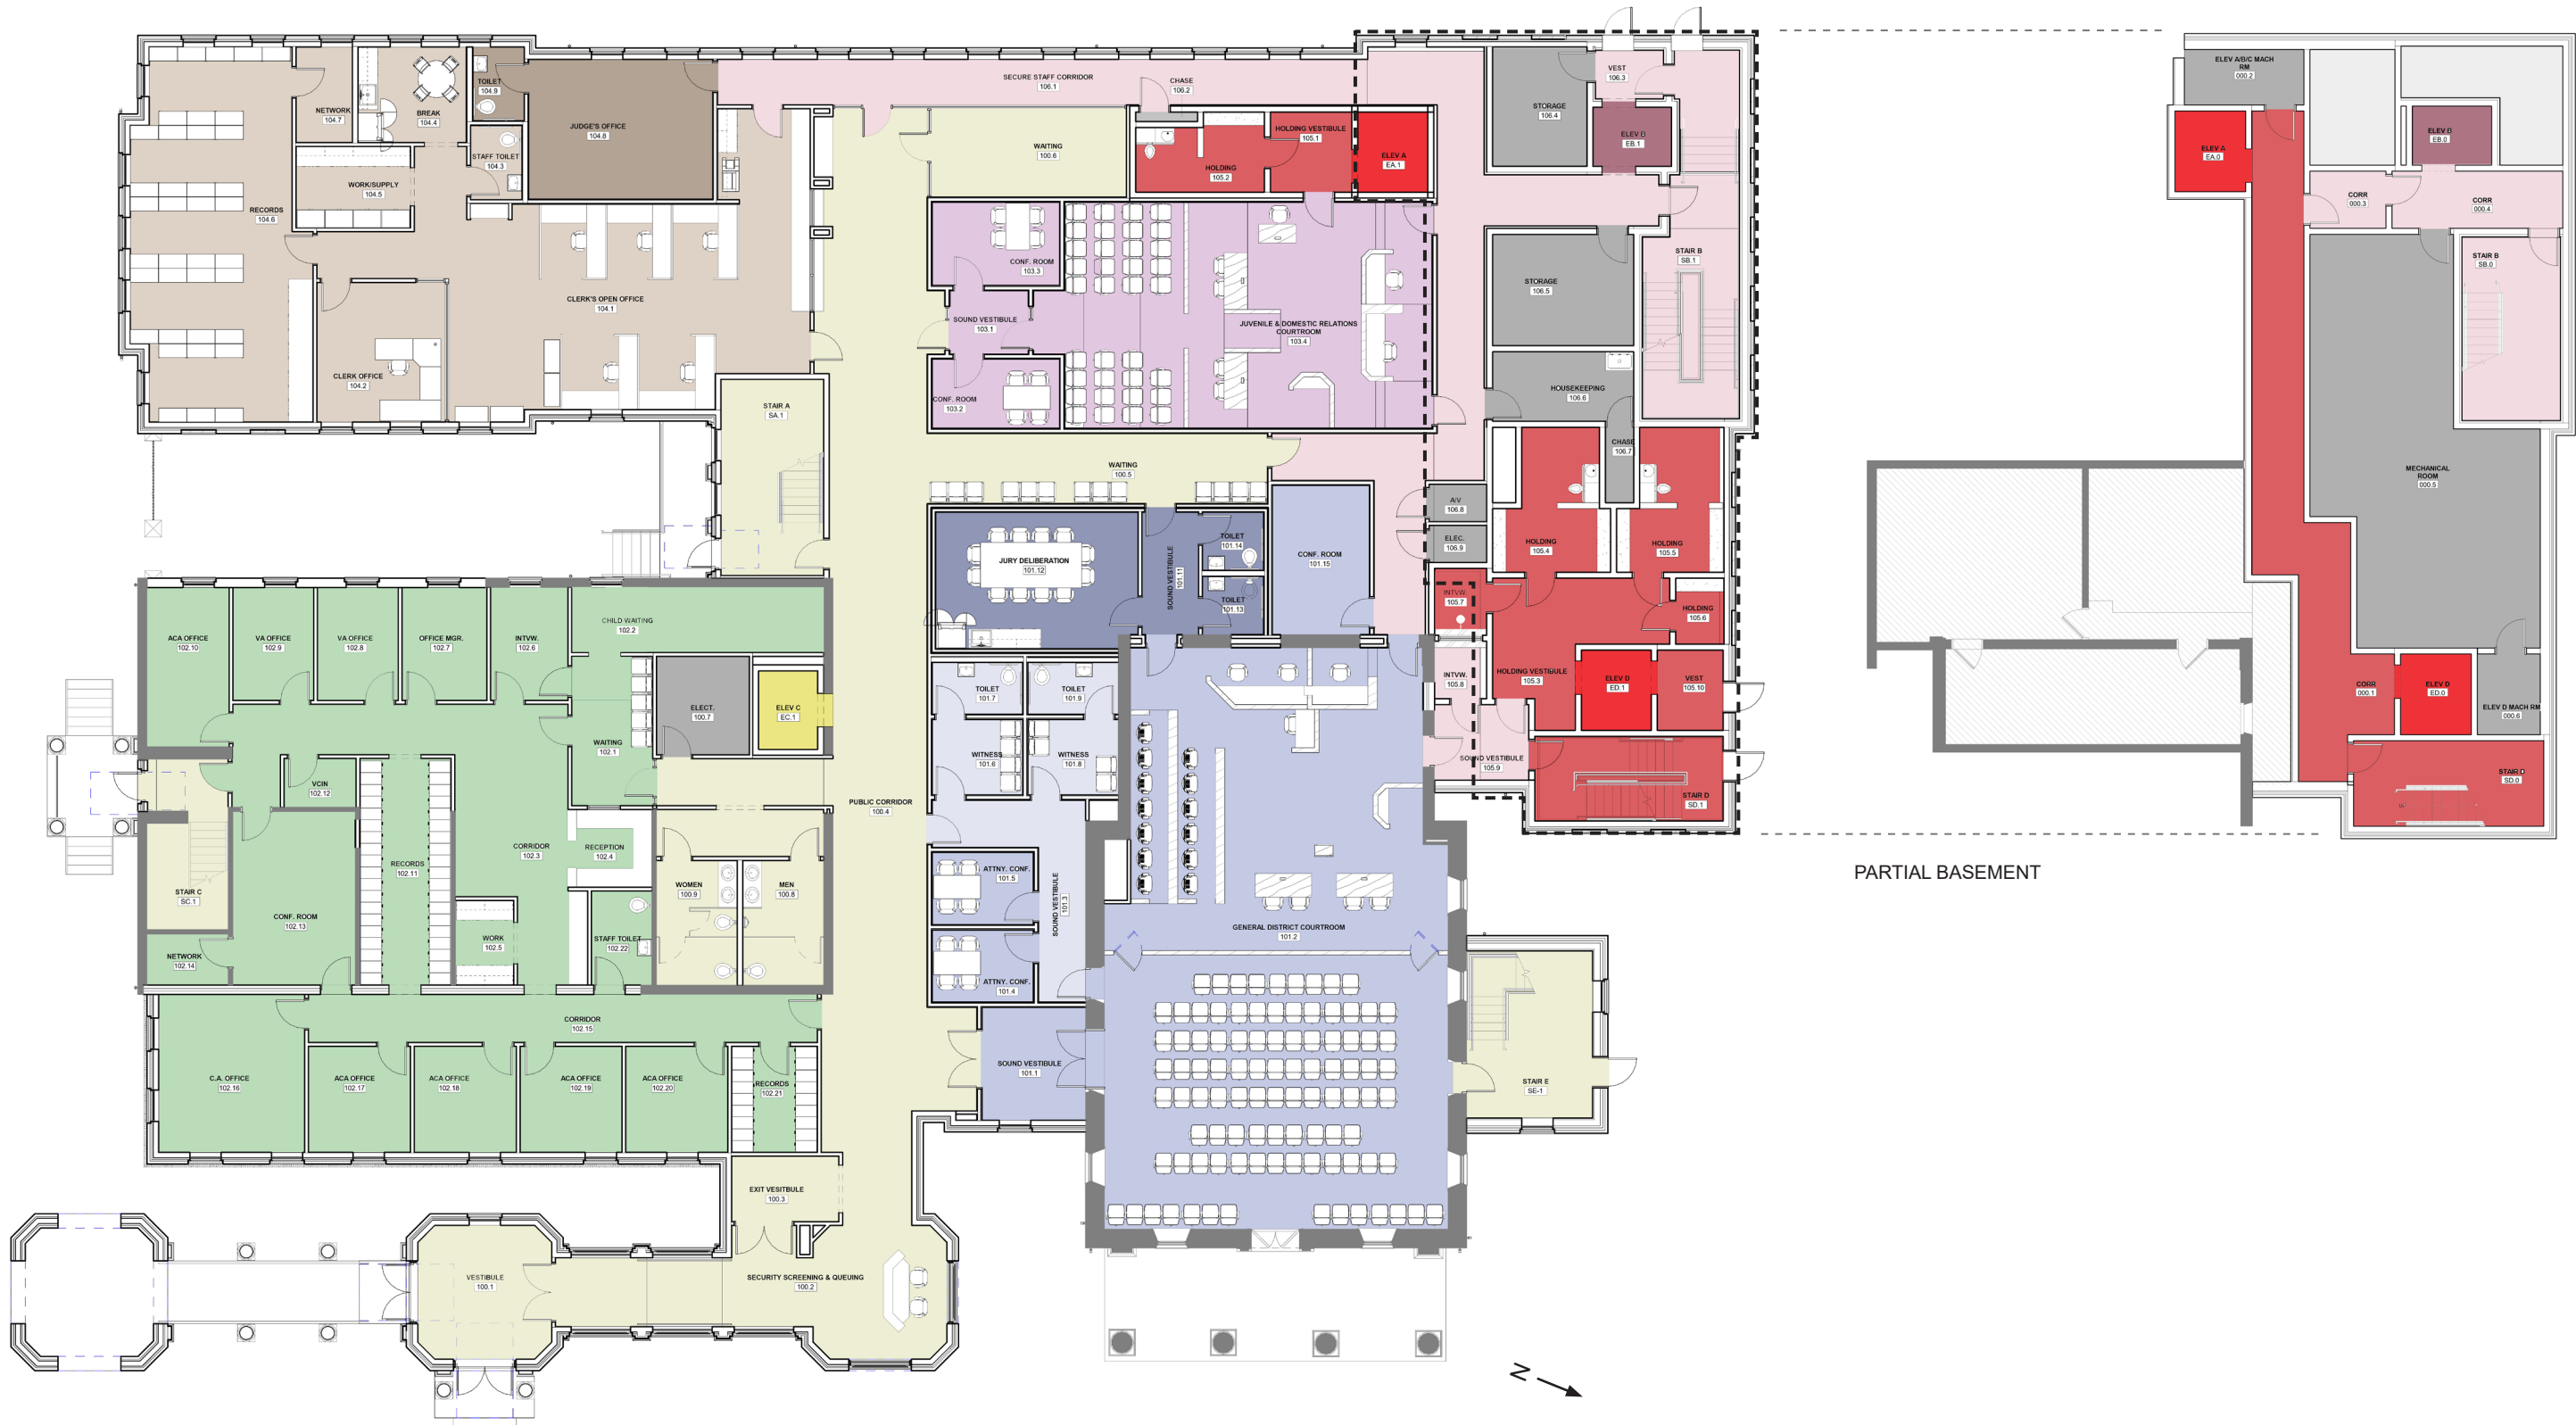 RECORDS
104.6
NETWORK
104.7
BREAK
104.4
TOILET
104.9
STAFF TOILET
104.3
WORK/SUPPLY
104.5
JUDGE'S OFFICE
104.8
CLERK OFFICE
104.2
CLERK'S OPEN OFFICE
104.1
STAIR A
SA.1
SECURE STAFF CORRIDOR
106.1
CHASE
106.2
WAITING
100.6
HOLDING
105.2
HOLDING VESTIBULE
105.1
ELEV A
EA.1
CONF. ROOM
103.3
SOUND VESTIBULE
103.1
CONF. ROOM
103.2
JUVENILE & DOMESTIC RELATIONS
COURTROOM
103.4
VEST
106.3
STORAGE
106.4
ELEV B
EB.1
STAIR B
SB.1
STORAGE
106.5
HOUSEKEEPING
106.6
CHASE
106.7
WAITING
100.5
A/V
106.8
ELEC.
106.9
HOLDING
105.4
HOLDING
105.5
HOLDING
105.6
INTVW.
105.7
INTVW.
105.8
HOLDING VESTIBULE
105.3
ELEV D
ED.1
VEST
105.10
SOUND VESTIBULE
105.9
STAIR D
SD.1
JURY DELIBERATION
101.12
SOUND VESTIBULE
101.11
TOILET
101.14
TOILET
101.13
CONF. ROOM
101.15
ACA OFFICE
102.10
VA OFFICE
102.9
VA OFFICE
102.8
OFFICE MGR.
102.7
INTVW.
102.6
CHILD WAITING
102.2
WAITING
102.1
ELECT.
100.7
ELEV C
EC.1
VCIN
102.12
RECORDS
102.11
CORRIDOR
102.3
RECEPTION
102.4
STAIR C
SC.1
CONF. ROOM
102.13
NETWORK
102.14
WORK
102.5
STAFF TOILET
102.22
WOMEN
100.9
MEN
100.8
PUBLIC CORRIDOR
100.4
TOILET
101.7
TOILET
101.9
WITNESS
101.6
WITNESS
101.8
ATTNY. CONF.
101.5
ATTNY. CONF.
101.4
SOUND VESTIBULE
101.3
SOUND VESTIBULE
101.1
GENERAL DISTRICT COURTROOM
101.2
STAIR E
SE-1
CORRIDOR
102.15
C.A. OFFICE
102.16
ACA OFFICE
102.17
ACA OFFICE
102.18
ACA OFFICE
102.19
ACA OFFICE
102.20
RECORDS
102.21
EXIT VESITBULE
100.3
VESTIBULE
100.1
SECURITY SCREENING & QUEUING
100.2
N
ELEV A/B/C MACH
RM
000.2
ELEV A
EA.0
ELEV B
EB.0
CORR
000.3
CORR
000.4
STAIR B
SB.0
MECHANICAL
ROOM
000.5
CORR
000.1
ELEV D
ED.0
ELEV D MACH RM
000.6
STAIR D
SD.0
PARTIAL BASEMENT